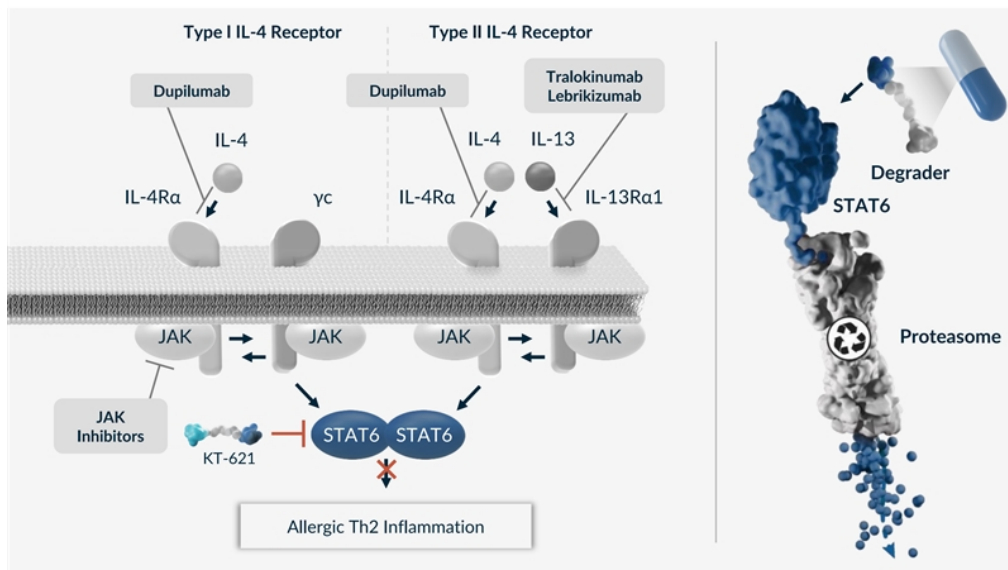 Type I IL-4 Receptor
Type II IL-4 Receptor
Dupilumab
Dupilumab
Tralokinumab
Lebrikizumab
IL-4
IL-4
IL-13
IL-4Rα
γc
IL-4Rα
IL-13Rα1
JAK
JAK
JAK
JAK
JAK
Inhibitors
KT-621
STAT6
STAT6
Allergic Th2 Inflammation
Degrader
STAT6
Proteasome